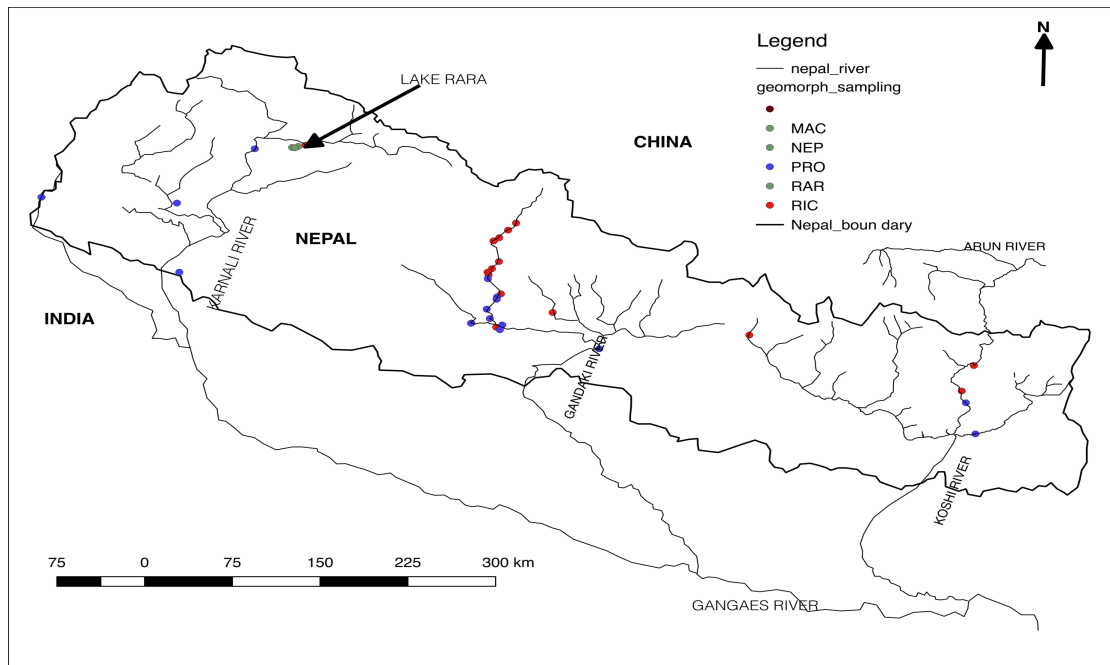 N
Legend
nepal_river
geomorph_sampling
MAC
NEP
PRO
RAR
RIC
Nepal_boun dary
LAKE RARA
CHINA
NEPAL
KARNALI RIVER
INDIA
ARUN RIVER
GANDAKI RIVER
KOSHI RIVER
75 0 75 150 225 300 km
GANGAES RIVER